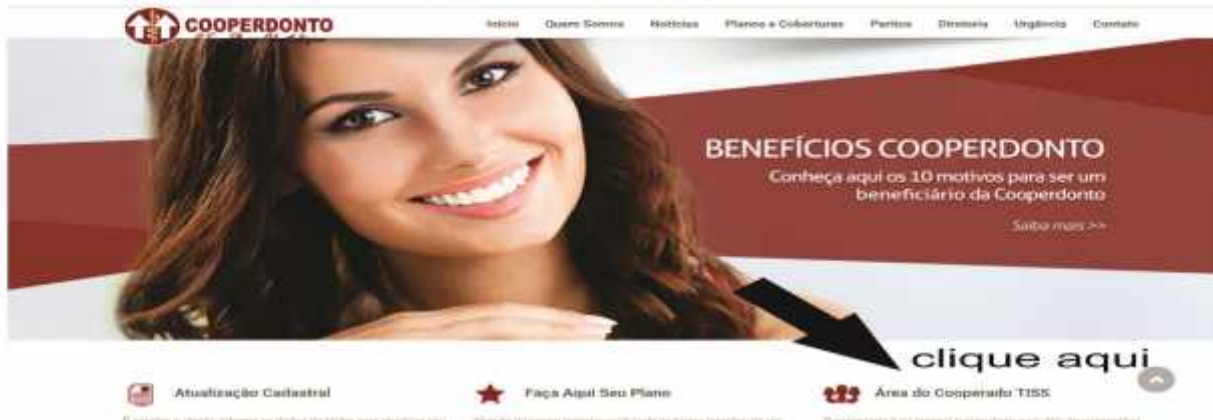 COOPERDONTO
Início Quem Somos Notícias Planos e Coberturas Peritos Diretoria Urgência Contato
BENEFÍCIOS COOPERDONTO
Conheça aqui os 10 motivos para ser um
beneficiário da Cooperdonto
Saiba mais >>
clique aqui
Atualização Cadastral Faça Aqui Seu Plano Área do Cooperado TISS